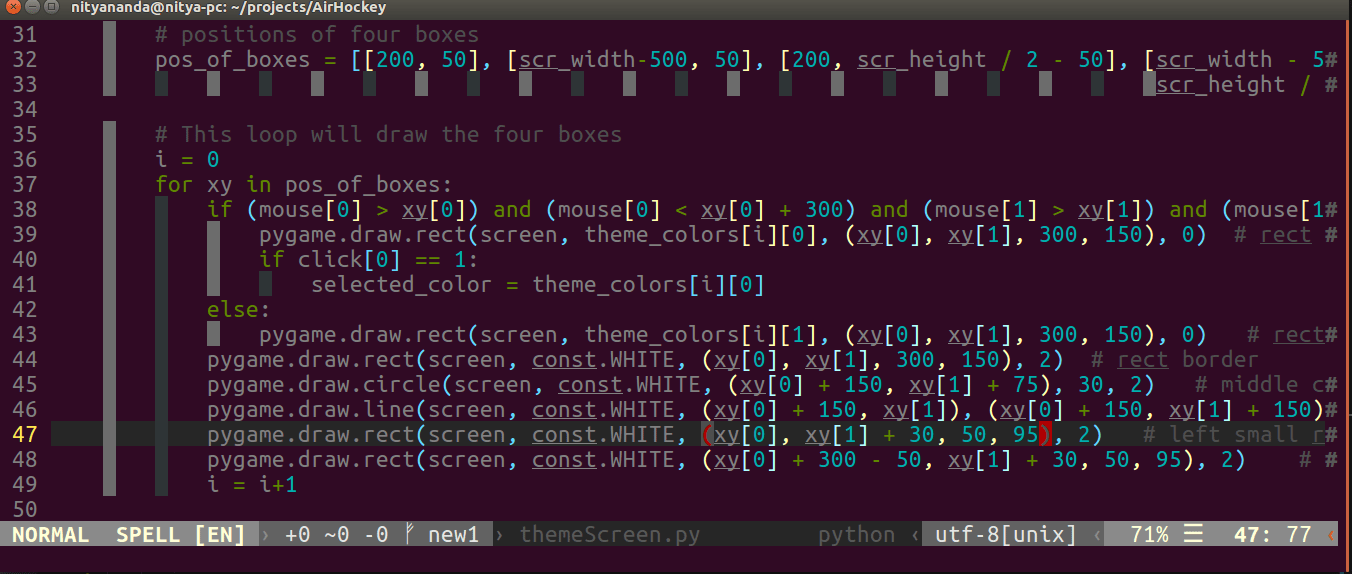 nityananda@nitya-pc: ~/projects/AirHockey
31 # positions of four boxes
32 pos_of_boxes = [[200, 50], [scr_width-500, 50], [200, scr_height / 2 - 50], [scr_width - 5#
33 scr_height / #
34
35 # This loop will draw the four boxes
36 i = 0
37 for xy in pos_of_boxes:
38 if (mouse[0] > xy[0]) and (mouse[0] < xy[0] + 300) and (mouse[1] > xy[1]) and (mouse[1#
39 pygame.draw.rect(screen, theme_colors[i][0], (xy[0], xy[1], 300, 150), 0) # rect #
40 if click[0] == 1:
41 selected_color = theme_colors[i][0]
42 else:
43 pygame.draw.rect(screen, theme_colors[i][1], (xy[0], xy[1], 300, 150), 0) # rect#
44 pygame.draw.rect(screen, const.WHITE, (xy[0], xy[1], 300, 150), 2) # rect border
45 pygame.draw.circle(screen, const.WHITE, (xy[0] + 150, xy[1] + 75), 30, 2) # middle c#
46 pygame.draw.line(screen, const.WHITE, (xy[0] + 150, xy[1]), (xy[0] + 150, xy[1] + 150)#
47 pygame.draw.rect(screen, const.WHITE, (xy[0], xy[1] + 30, 50, 95), 2) # left small r#
48 pygame.draw.rect(screen, const.WHITE, (xy[0] + 300 - 50, xy[1] + 30, 50, 95), 2) # #
49 i = i+1
50
NORMAL SPELL [EN] › +0 ~0 -0 ᚠ new1 › themeScreen.py python ‹ utf-8[unix] ‹ 71% ☰ 47: 77 ‹